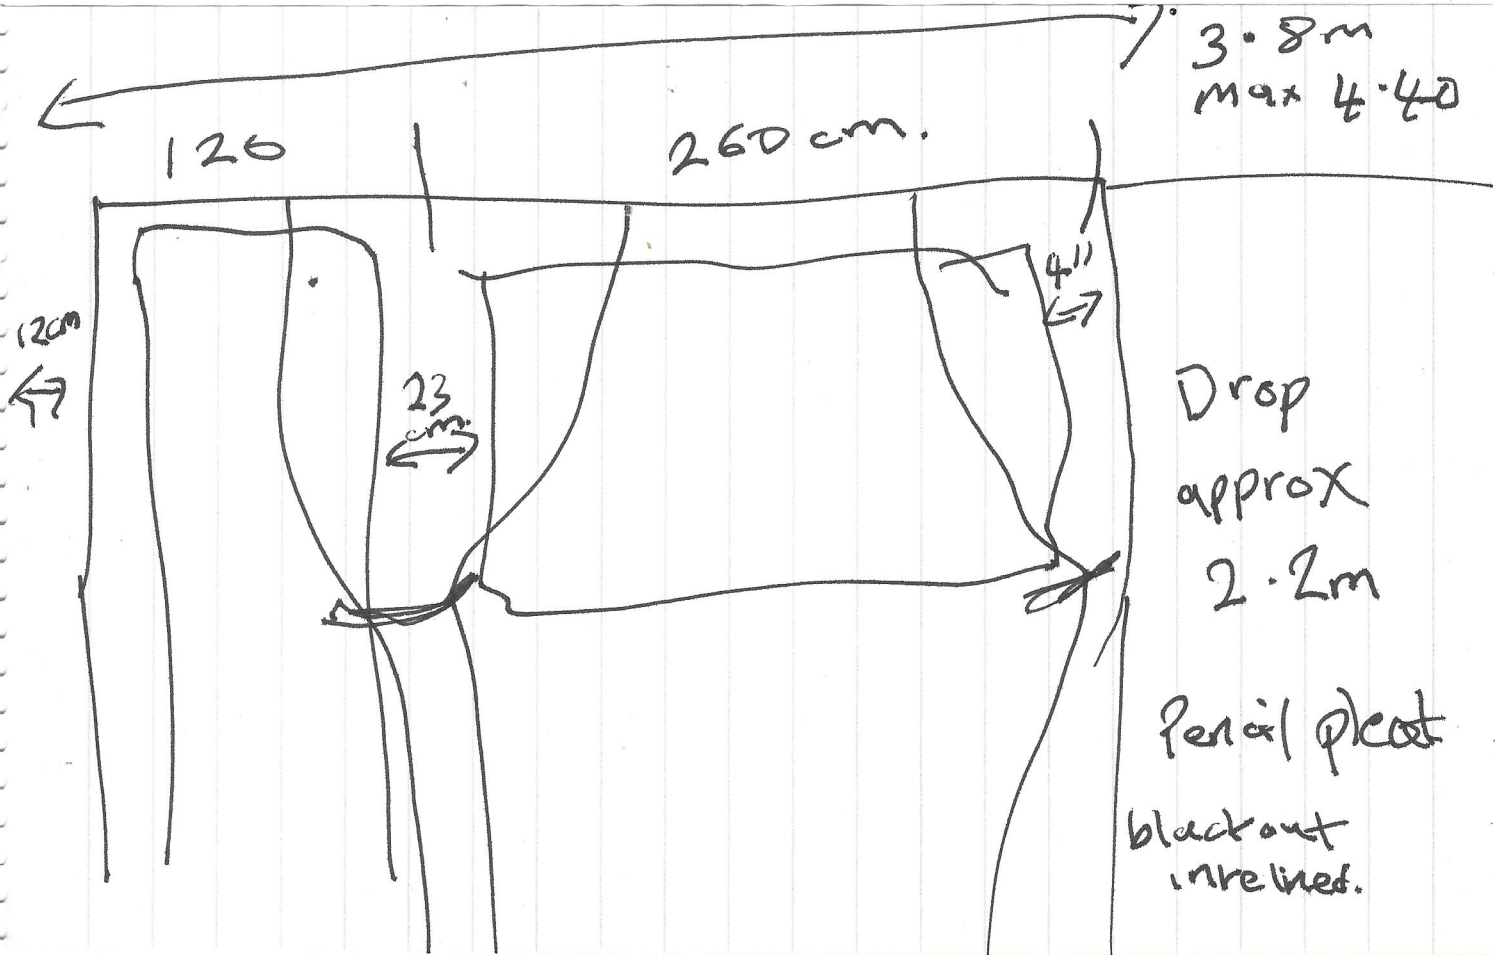 3.8m
max 4.40
120
260 cm.
4"
12cm
23
cm.
Drop
approx
2.2m
Pencil pleat
blackout
inrelined.